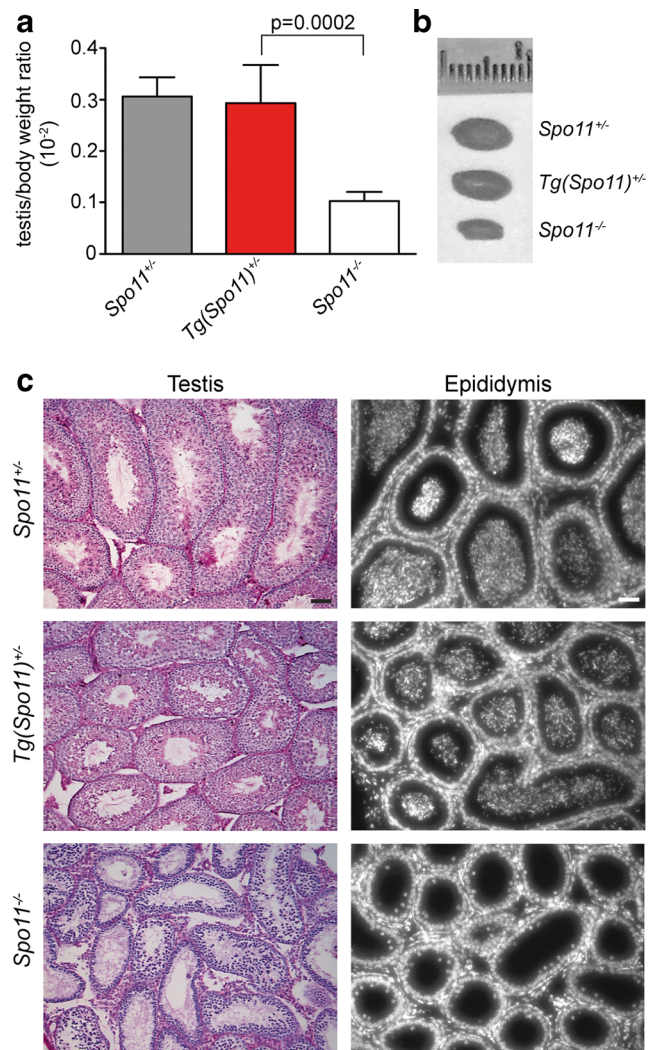 a
p=0.0002
testis/body weight ratio
(10⁻²)
0.4
0.3
0.2
0.1
0
Spo11⁺/⁻
Tg(Spo11)⁺/⁻
Spo11⁻/⁻
b
Spo11⁺/⁻
Tg(Spo11)⁺/⁻
Spo11⁻/⁻
c
Testis
Epididymis
Spo11⁺/⁻
Tg(Spo11)⁺/⁻
Spo11⁻/⁻